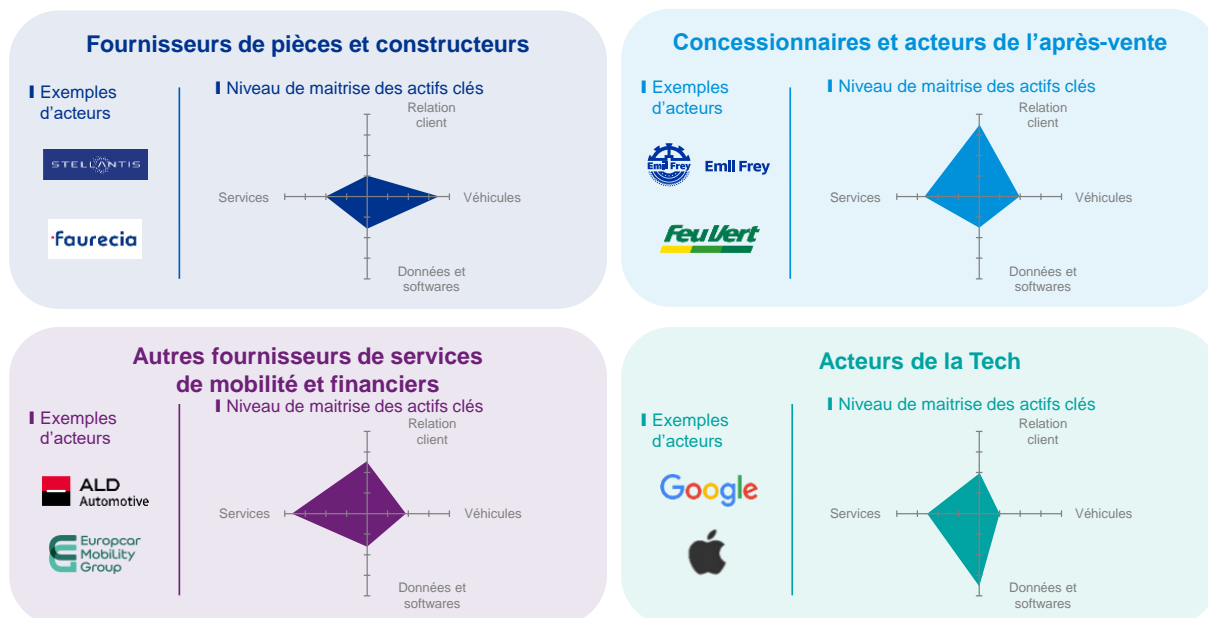 Fournisseurs de pièces et constructeurs
Exemples
d'acteurs
Niveau de maitrise des actifs clés
STELLANTIS
faurecia
Relation
client
Services
Véhicules
Données et
softwares
Concessionnaires et acteurs de l'après-vente
Exemples
d'acteurs
Niveau de maitrise des actifs clés
Emil Frey
Emil Frey
Feu Vert
Relation
client
Services
Véhicules
Données et
softwares
Autres fournisseurs de services
de mobilité et financiers
Exemples
d'acteurs
Niveau de maitrise des actifs clés
ALD
Automotive
Europcar
Mobility
Group
Relation
client
Services
Véhicules
Données et
softwares
Acteurs de la Tech
Exemples
d'acteurs
Niveau de maitrise des actifs clés
Google
Relation
client
Services
Véhicules
Données et
softwares